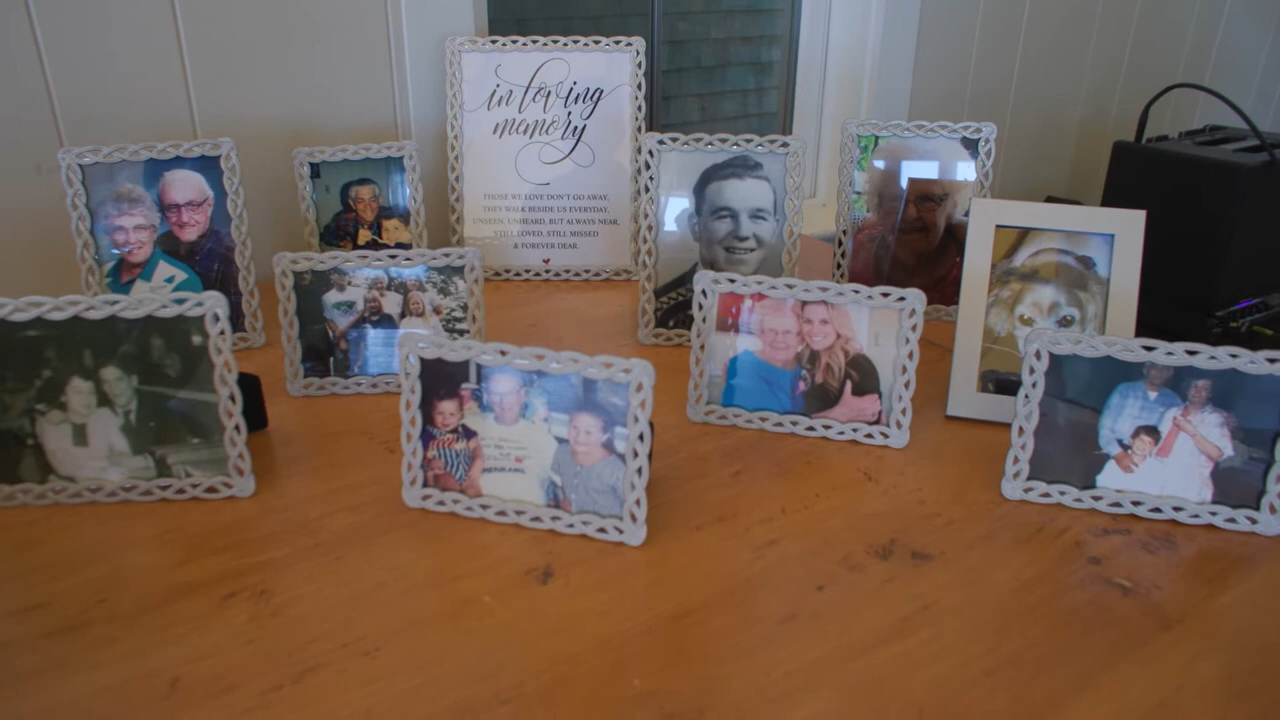 in loving
memory
THOSE WE LOVE DON'T GO AWAY,
THEY WALK BESIDE US EVERYDAY,
UNSEEN, UNHEARD, BUT ALWAYS NEAR,
STILL LOVED, STILL MISSED
& FOREVER DEAR.